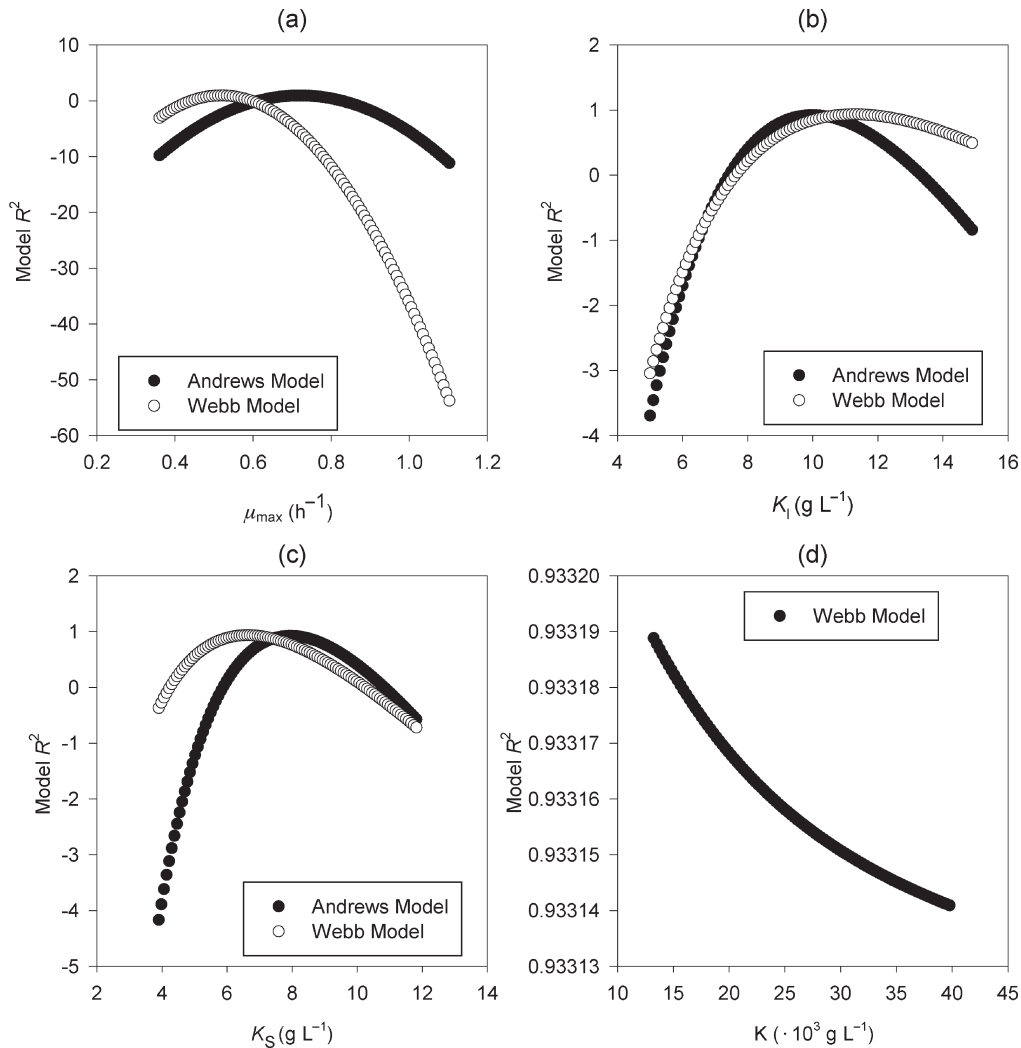 (a)
10
0
-10
-20
-30
-40
-50
-60
Model R²
Andrews Model
Webb Model
0.2 0.4 0.6 0.8 1.0 1.2
μmax (h⁻¹)
(b)
2
1
0
-1
-2
-3
-4
Model R²
Andrews Model
Webb Model
4 6 8 10 12 14 16
KI (g L⁻¹)
(c)
2
1
0
-1
-2
-3
-4
-5
Model R²
Andrews Model
Webb Model
2 4 6 8 10 12 14
KS (g L⁻¹)
(d)
0.93320
0.93319
0.93318
0.93317
0.93316
0.93315
0.93314
0.93313
Model R²
Webb Model
10 15 20 25 30 35 40 45
K (· 10³ g L⁻¹)